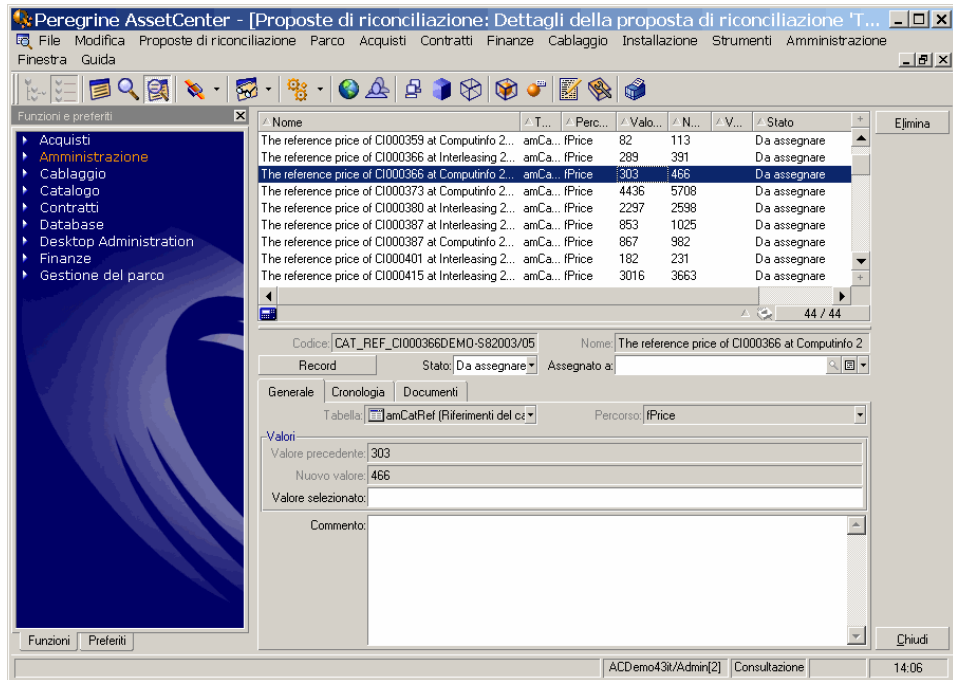 Peregrine AssetCenter - [Proposte di riconciliazione: Dettagli della proposta di riconciliazione 'T...
File Modifica Proposte di riconciliazione Parco Acquisti Contratti Finanze Cablaggio Installazione Strumenti Amministrazione
Finestra Guida
Funzioni e preferiti
Acquisti
Amministrazione
Cablaggio
Catalogo
Contratti
Database
Desktop Administration
Finanze
Gestione del parco
Funzioni Preferiti
Nome T... Perc... Valo... N... V... Stato
The reference price of CI000359 at Computinfo 2... amCa... fPrice 82 113 Da assegnare
The reference price of CI000366 at Interleasing 2... amCa... fPrice 289 391 Da assegnare
The reference price of CI000366 at Computinfo 2... amCa... fPrice 303 466 Da assegnare
The reference price of CI000373 at Computinfo 2... amCa... fPrice 4436 5708 Da assegnare
The reference price of CI000380 at Interleasing 2... amCa... fPrice 2297 2598 Da assegnare
The reference price of CI000387 at Interleasing 2... amCa... fPrice 853 1025 Da assegnare
The reference price of CI000387 at Computinfo 2... amCa... fPrice 867 982 Da assegnare
The reference price of CI000401 at Interleasing 2... amCa... fPrice 182 231 Da assegnare
The reference price of CI000415 at Interleasing 2... amCa... fPrice 3016 3663 Da assegnare
44 / 44
Elimina
Codice: CAT_REF_CI000366DEMO-S82003/05 Nome: The reference price of CI000366 at Computinfo 2
Record Stato: Da assegnare Assegnato a:
Generale Cronologia Documenti
Tabella: amCatRef (Riferimenti del ca Percorso: fPrice
Valori
Valore precedente: 303
Nuovo valore: 466
Valore selezionato:
Commento:
Chiudi
ACDemo43it/Admin[2] Consultazione 14:06